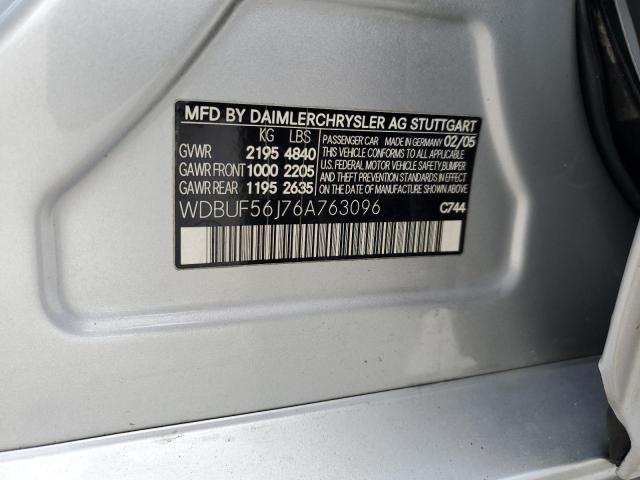 MFD BY DAIMLERCHRYSLER AG STUTTGART
KG LBS
PASSENGER CAR MADE IN GERMANY 02/05
GVWR 2195 4840
THIS VEHICLE CONFORMS TO ALL APPLICABLE
GAWR FRONT 1000 2205
U.S. FEDERAL MOTOR VEHICLE SAFETY,BUMPER
GAWR REAR 1195 2635
AND THEFT PREVENTION STANDARDS IN EFFECT
ON THE DATE OF MANUFACTURE SHOWN ABOVE.
WDBUF56J76A763096 C744